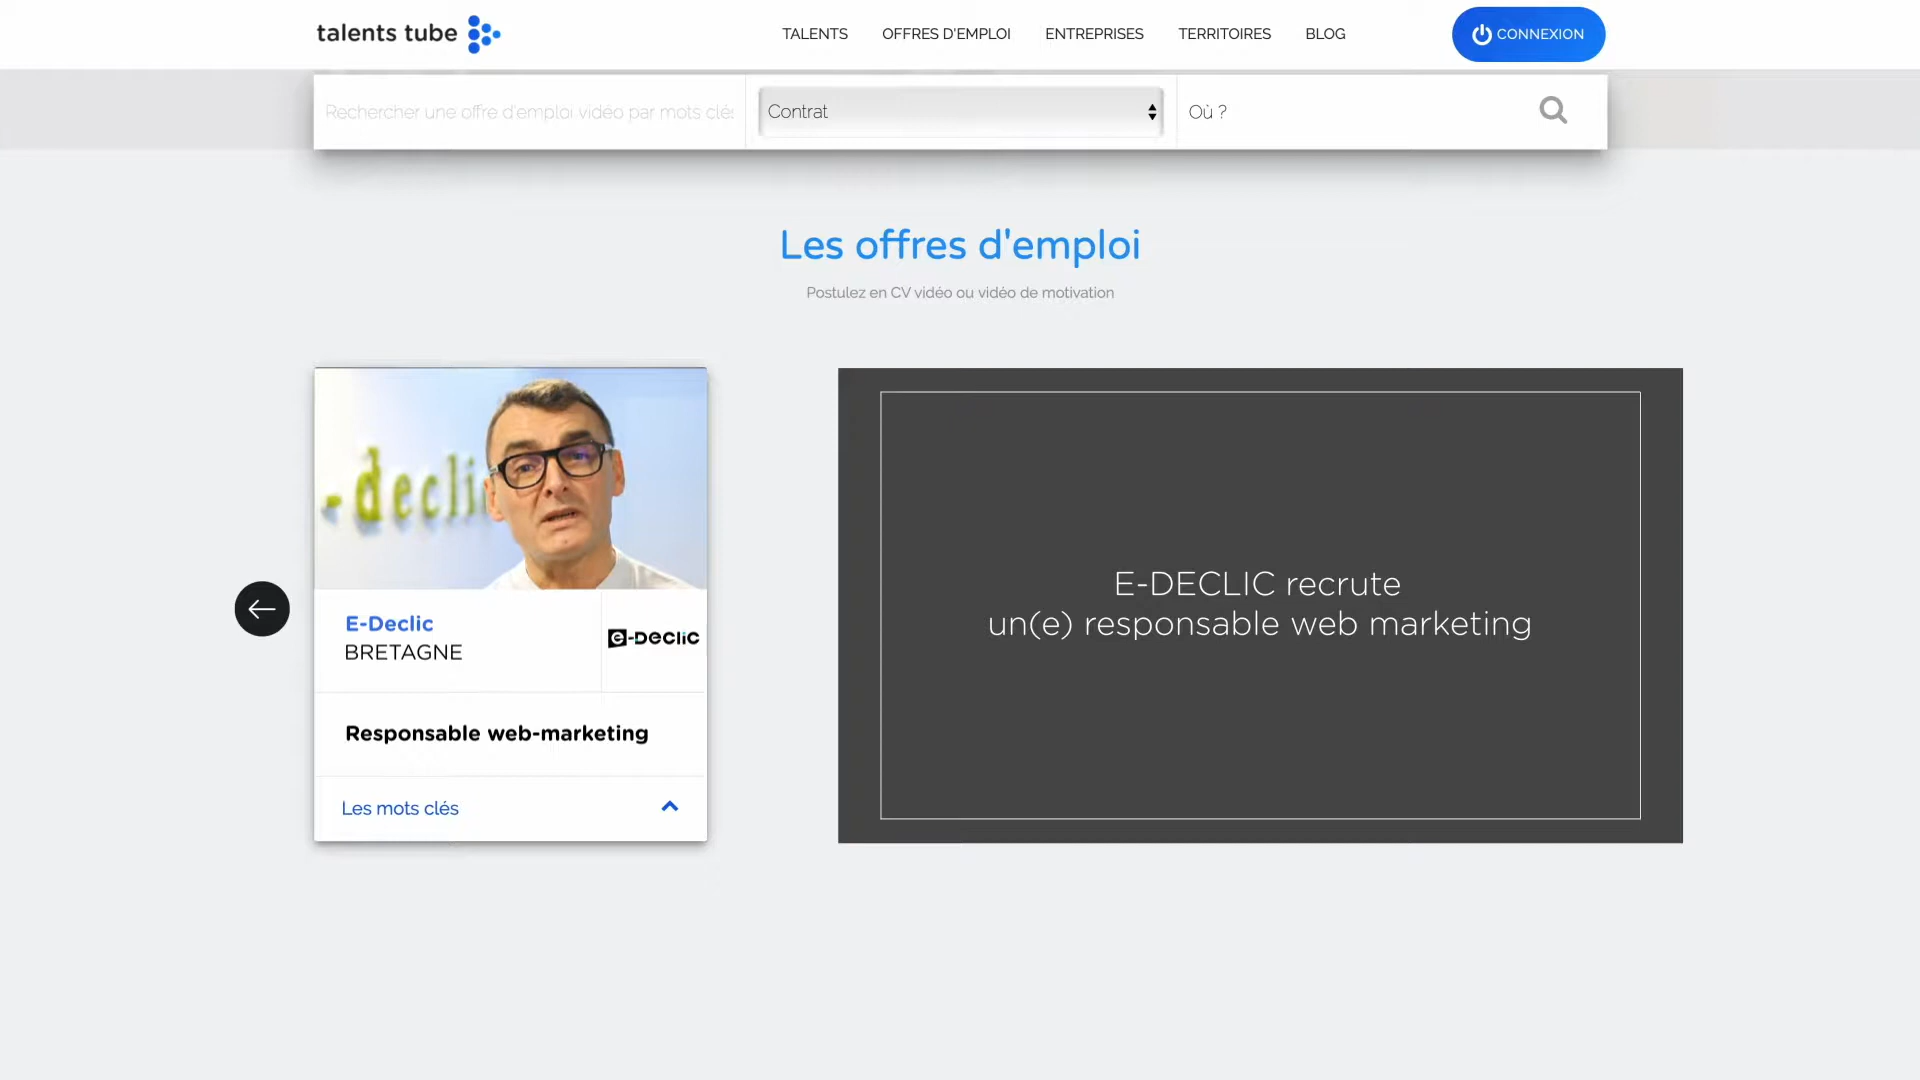 talents tube
TALENTS
OFFRES D'EMPLOI
ENTREPRISES
TERRITOIRES
BLOG
CONNEXION
Rechercher une offre d'emploi vidéo par mots clés
Contrat
Où ?
Les offres d'emploi
Postulez en CV vidéo ou vidéo de motivation
-declic
E-Declic
BRETAGNE
e-Declic
Responsable web-marketing
Les mots clés
E-DECLIC recrute
un(e) responsable web marketing